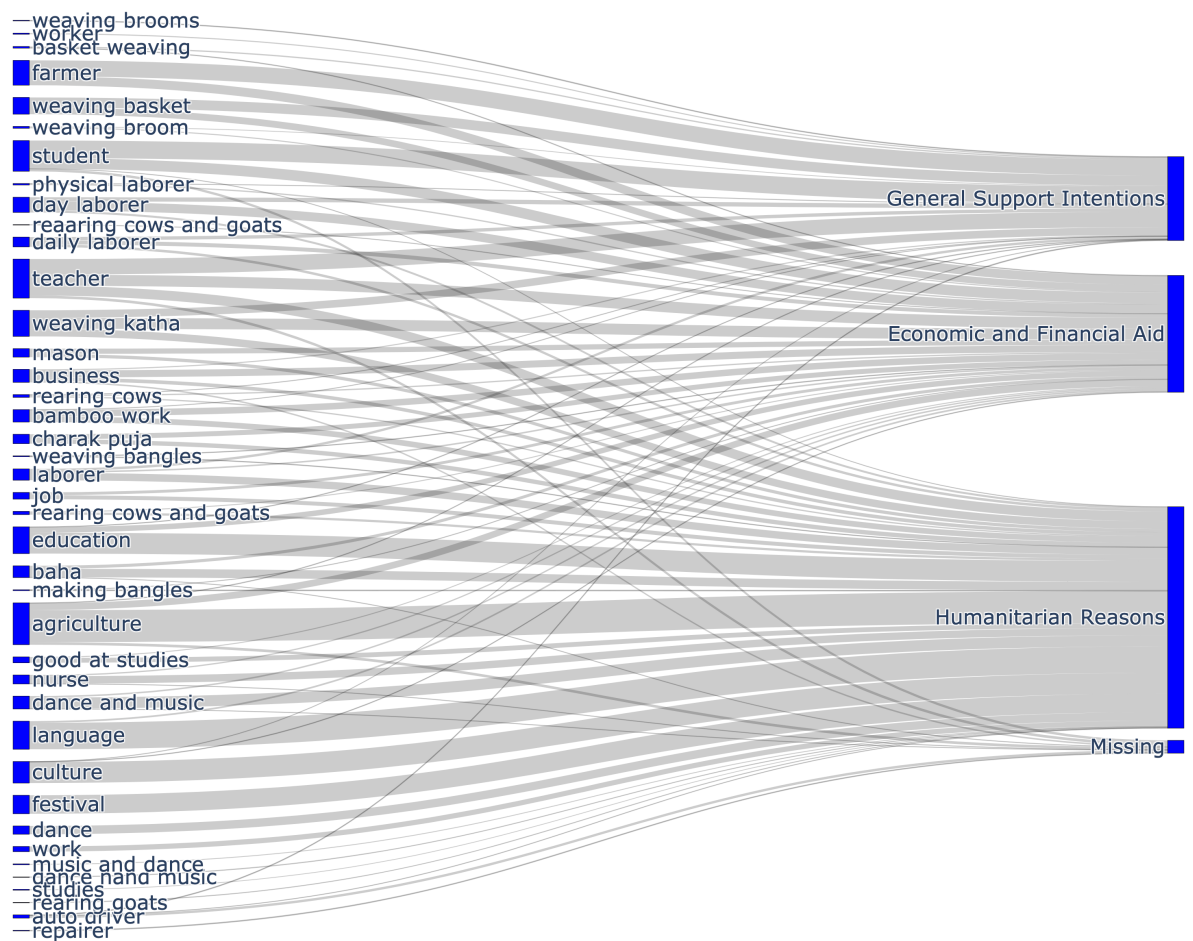 weaving brooms
worker
basket weaving
farmer
weaving basket
weaving broom
student
physical laborer
day laborer
reaaring cows and goats
daily laborer
teacher
weaving katha
mason
business
rearing cows
bamboo work
charak puja
weaving bangles
laborer
job
rearing cows and goats
education
baha
making bangles
agriculture
good at studies
nurse
dance and music
language
culture
festival
dance
work
music and dance
dance nand music
studies
rearing goats
auto driver
repairer
General Support Intentions
Economic and Financial Aid
Humanitarian Reasons
Missing